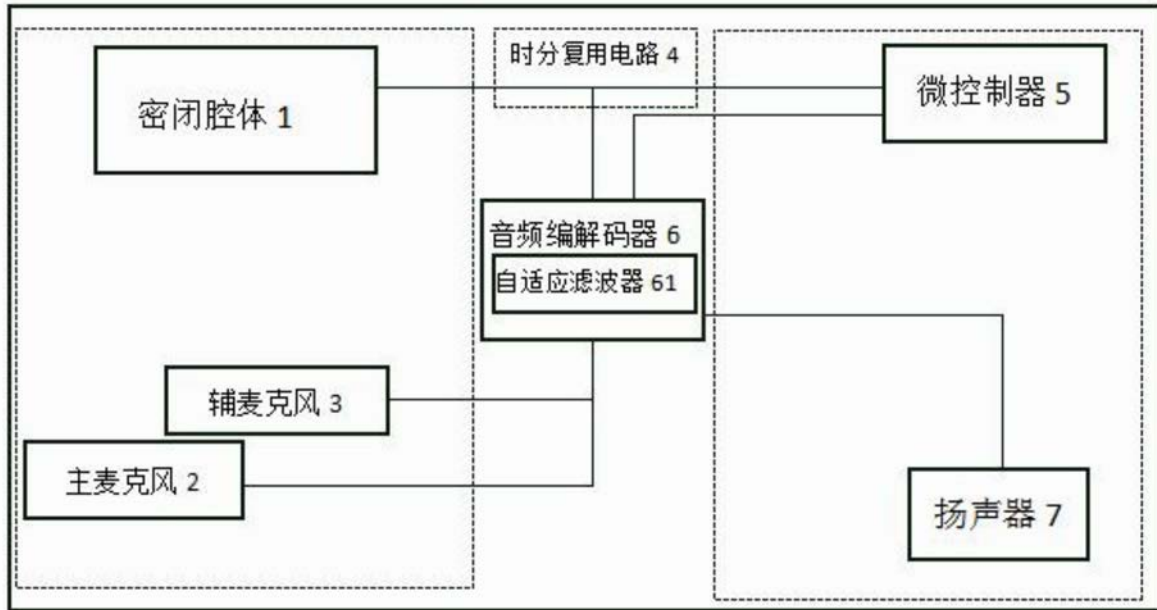 时分复用电路 4
密闭腔体 1
微控制器 5
音频编解码器 6
自适应滤波器 61
辅麦克风 3
主麦克风 2
扬声器 7